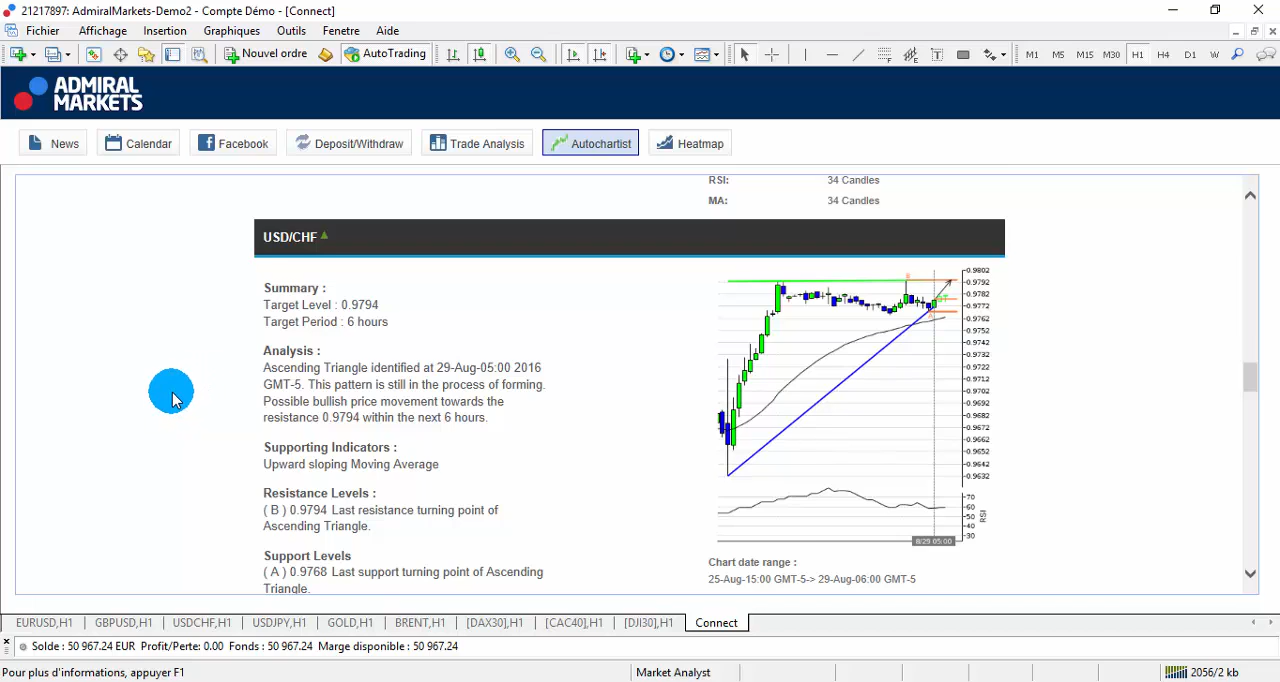 21217897: AdmiralMarkets-Demo2 - Compte Démo - [Connect]
Fichier Affichage Insertion Graphiques Outils Fenetre Aide
Nouvel ordre AutoTrading M1 M5 M15 M30 H1 H4 D1 W
ADMIRAL
MARKETS
News Calendar Facebook Deposit/Withdraw Trade Analysis Autochartist Heatmap
RSI: 34 Candles
MA: 34 Candles
USD/CHF
Summary :
Target Level : 0.9794
Target Period : 6 hours
Analysis :
Ascending Triangle identified at 29-Aug-05:00 2016
GMT-5. This pattern is still in the process of forming.
Possible bullish price movement towards the
resistance 0.9794 within the next 6 hours.
Supporting Indicators :
Upward sloping Moving Average
Resistance Levels :
( B ) 0.9794 Last resistance turning point of
Ascending Triangle.
Support Levels
( A ) 0.9768 Last support turning point of Ascending
Triangle.
0.9802
0.9792
0.9782
0.9772
0.9762
0.9752
0.9742
0.9732
0.9722
0.9712
0.9702
0.9692
0.9682
0.9672
0.9662
0.9652
0.9642
0.9632
70
60
50
40
30
RSI
8/29 05:00
Chart date range :
25-Aug-15:00 GMT-5-> 29-Aug-06:00 GMT-5
EURUSD,H1 GBPUSD,H1 USDCHF,H1 USDJPY,H1 GOLD,H1 BRENT,H1 [DAX30],H1 [CAC40],H1 [DJI30],H1 Connect
Solde : 50 967.24 EUR Profit/Perte: 0.00 Fonds : 50 967.24 Marge disponible : 50 967.24
Pour plus d'informations, appuyer F1 Market Analyst 2056/2 kb